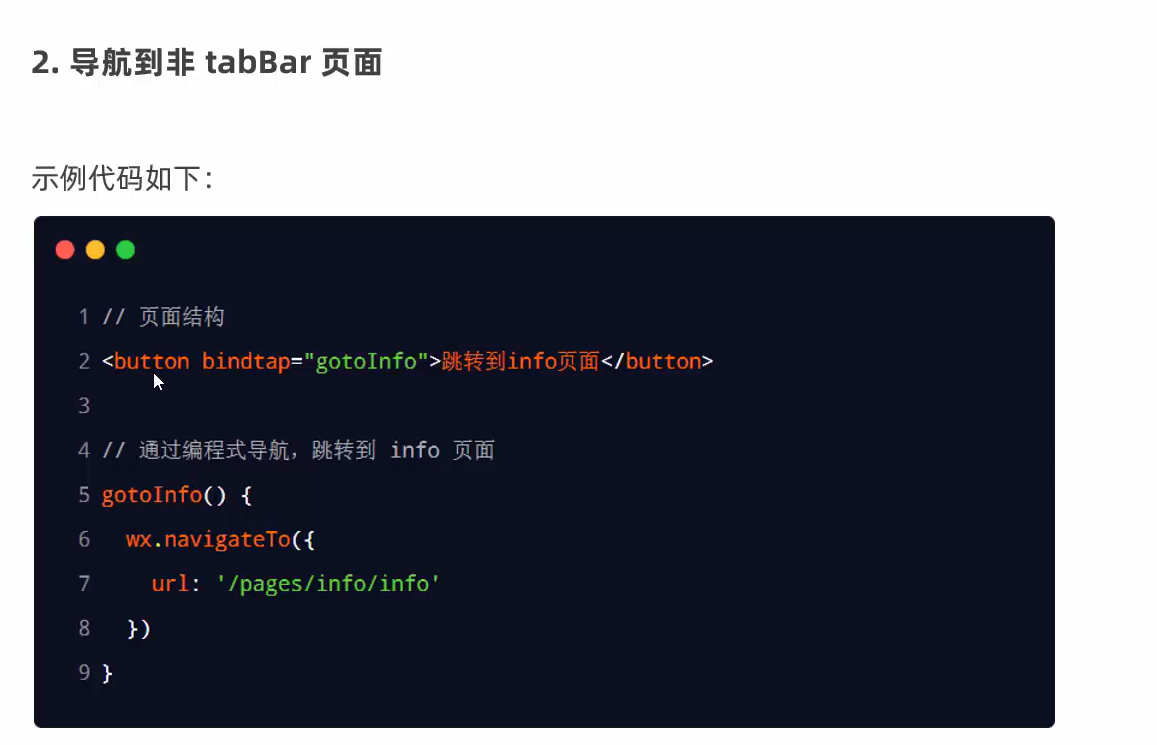 2. 导航到非 tabBar 页面
示例代码如下：
1 // 页面结构
2 <button bindtap="gotoInfo">跳转到info页面</button>
3
4 // 通过编程式导航，跳转到 info 页面
5 gotoInfo() {
6   wx.navigateTo({
7     url: '/pages/info/info'
8   })
9 }